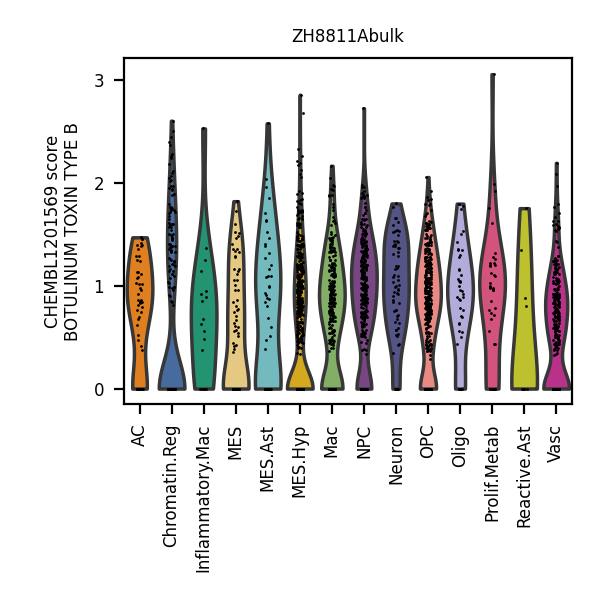 ZH8811Abulk
CHEMBL1201569 score
BOTULINUM TOXIN TYPE B
3
2
1
0
AC
Chromatin.Reg
Inflammatory.Mac
MES
MES.Ast
MES.Hyp
Mac
NPC
Neuron
OPC
Oligo
Prolif.Metab
Reactive.Ast
Vasc